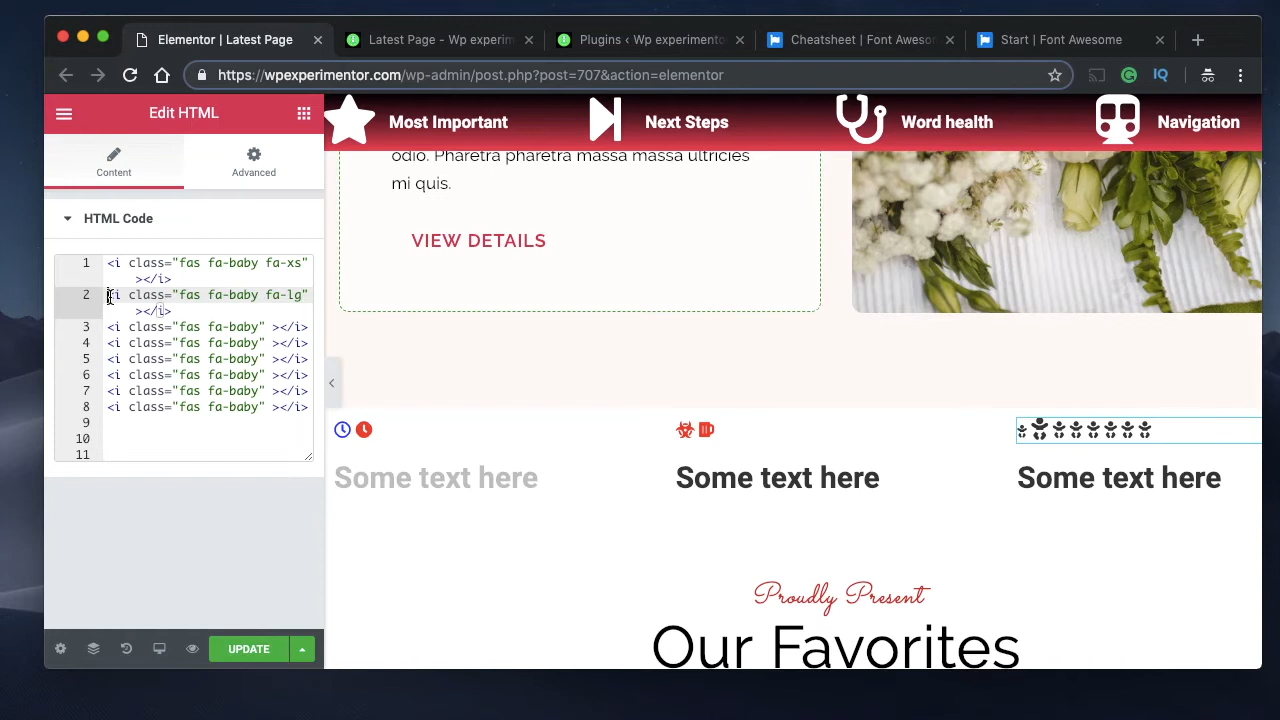 Elementor | Latest Page
Latest Page - Wp experim
Plugins ‹ Wp experimento
Cheatsheet | Font Aweso
Start | Font Awesome
https://wpexperimentor.com/wp-admin/post.php?post=707&action=elementor
IQ
Edit HTML
Content
Advanced
HTML Code
1 <i class="fas fa-baby fa-xs"
></i>
2 <i class="fas fa-baby fa-lg"
></i>
3 <i class="fas fa-baby" ></i>
4 <i class="fas fa-baby" ></i>
5 <i class="fas fa-baby" ></i>
6 <i class="fas fa-baby" ></i>
7 <i class="fas fa-baby" ></i>
8 <i class="fas fa-baby" ></i>
9
10
11
UPDATE
Most Important
Next Steps
Word health
Navigation
odio. Pharetra pharetra massa massa ultricies
mi quis.
VIEW DETAILS
Some text here
Some text here
Some text here
Proudly Present
Our Favorites